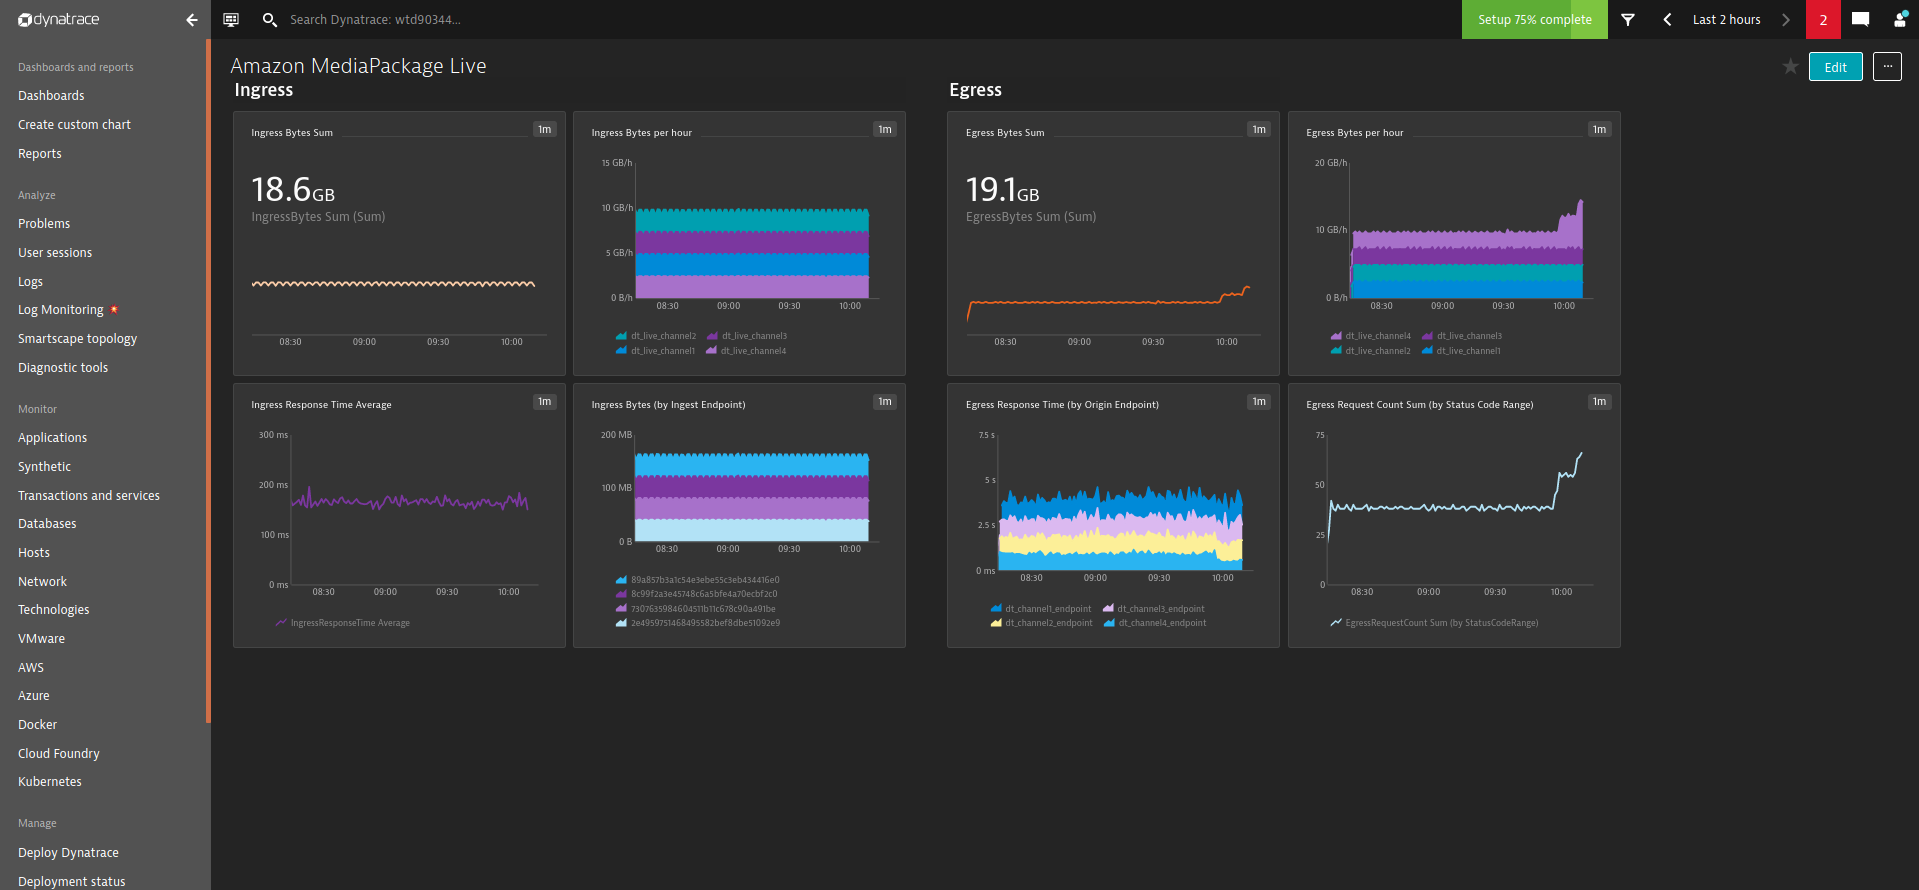 dynatrace
Search Dynatrace: wtd90344...
Setup 75% complete
Last 2 hours
2
Dashboards and reports
Dashboards
Create custom chart
Reports
Analyze
Problems
User sessions
Logs
Log Monitoring
Smartscape topology
Diagnostic tools
Monitor
Applications
Synthetic
Transactions and services
Databases
Hosts
Network
Technologies
VMware
AWS
Azure
Docker
Cloud Foundry
Kubernetes
Manage
Deploy Dynatrace
Deployment status
Amazon MediaPackage Live
Edit
...
Ingress
Ingress Bytes Sum
1m
18.6GB
IngressBytes Sum (Sum)
08:30 09:00 09:30 10:00
Ingress Bytes per hour
1m
15 GB/h
10 GB/h
5 GB/h
0 B/h
08:30 09:00 09:30 10:00
dt_live_channel2 dt_live_channel3
dt_live_channel1 dt_live_channel4
Egress
Egress Bytes Sum
1m
19.1GB
EgressBytes Sum (Sum)
08:30 09:00 09:30 10:00
Egress Bytes per hour
1m
20 GB/h
10 GB/h
0 B/h
08:30 09:00 09:30 10:00
dt_live_channel4 dt_live_channel3
dt_live_channel2 dt_live_channel1
Ingress Response Time Average
1m
300 ms
200 ms
100 ms
0 ms
08:30 09:00 09:30 10:00
IngressResponseTime Average
Ingress Bytes (by Ingest Endpoint)
1m
200 MB
100 MB
0 B
08:30 09:00 09:30 10:00
89a857b3a1c54e3ebe55c3eb434416e0
8c99f2a3e45748c6a5bfe4a70ecbf2c0
7307635984604511b11c678c90a491be
2e4959751468495582bef8dbe51092e9
Egress Response Time (by Origin Endpoint)
1m
7.5 s
5 s
2.5 s
0 ms
08:30 09:00 09:30 10:00
dt_channel1_endpoint dt_channel3_endpoint
dt_channel2_endpoint dt_channel4_endpoint
Egress Request Count Sum (by Status Code Range)
1m
75
50
25
0
08:30 09:00 09:30 10:00
EgressRequestCount Sum (by StatusCodeRange)